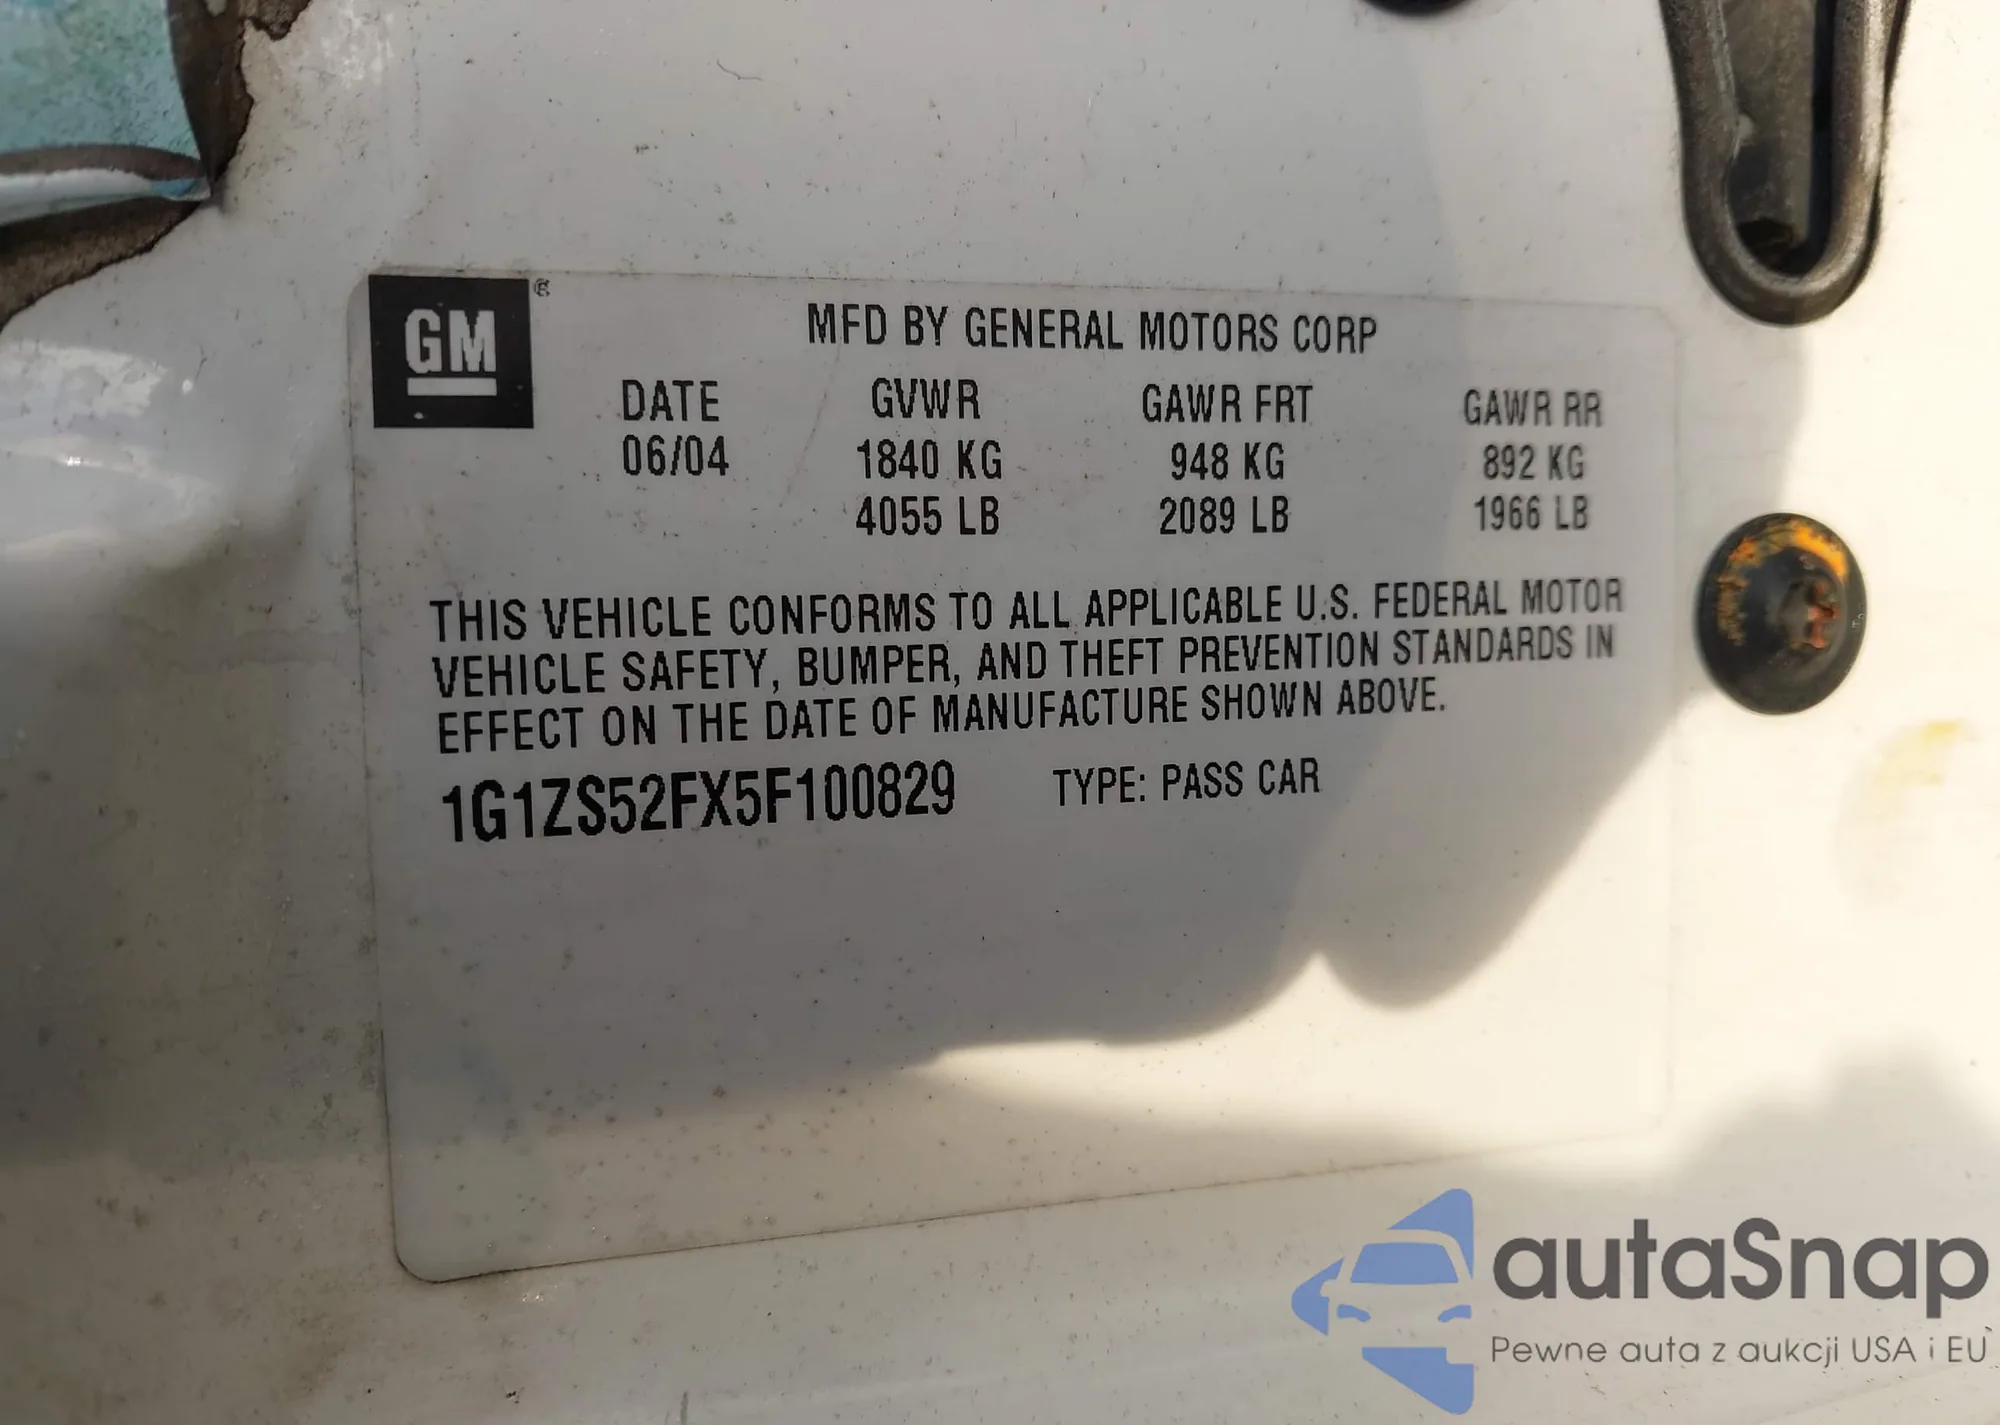 GM ®
MFD BY GENERAL MOTORS CORP
DATE GVWR GAWR FRT GAWR RR
06/04 1840 KG 948 KG 892 KG
4055 LB 2089 LB 1966 LB
THIS VEHICLE CONFORMS TO ALL APPLICABLE U.S. FEDERAL MOTOR
VEHICLE SAFETY, BUMPER, AND THEFT PREVENTION STANDARDS IN
EFFECT ON THE DATE OF MANUFACTURE SHOWN ABOVE.
1G1ZS52FX5F100829 TYPE: PASS CAR
autaSnap
Pewne auta z aukcji USA i EU